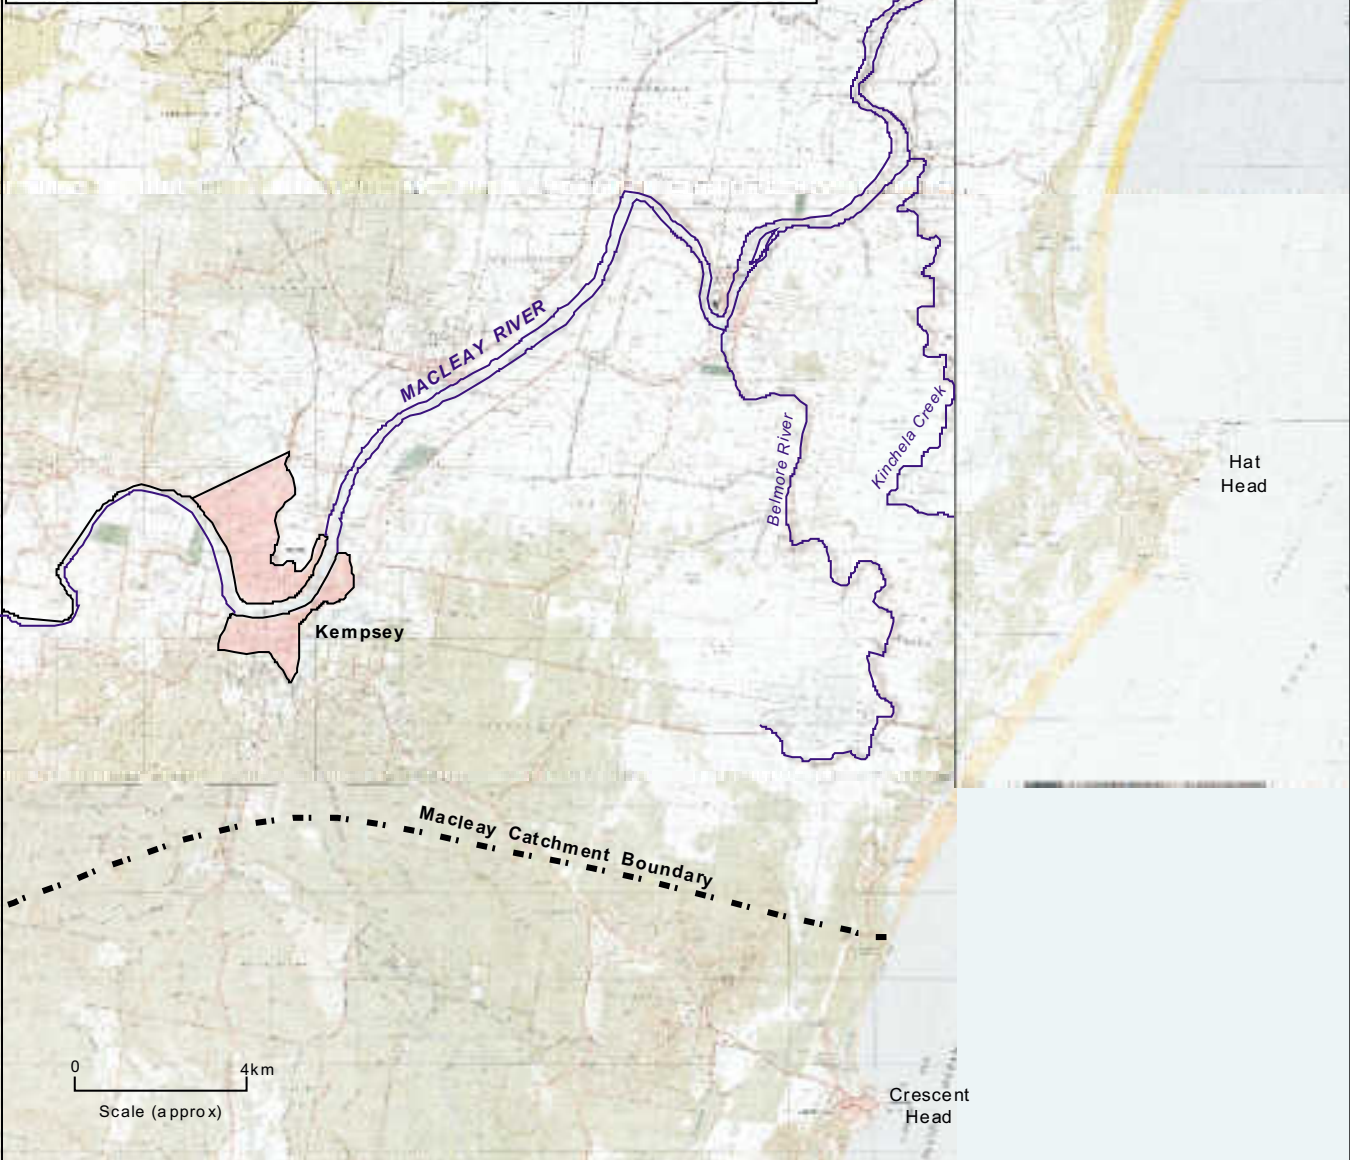 MACLEAY RIVER
Belmore River
Kinchela Creek
Hat
Head
Kempsey
Macleay Catchment Boundary
0 4km
Scale (approx)
Crescent
Head